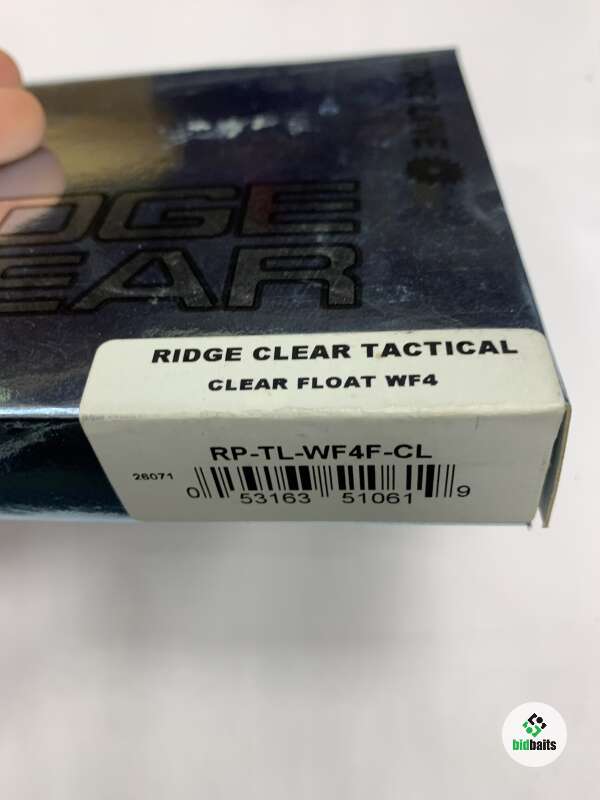 DGE
EAR
RIDGE CLEAR TACTICAL
CLEAR FLOAT WF4
RP-TL-WF4F-CL
26071
0 53163 51061 9
bidbaits